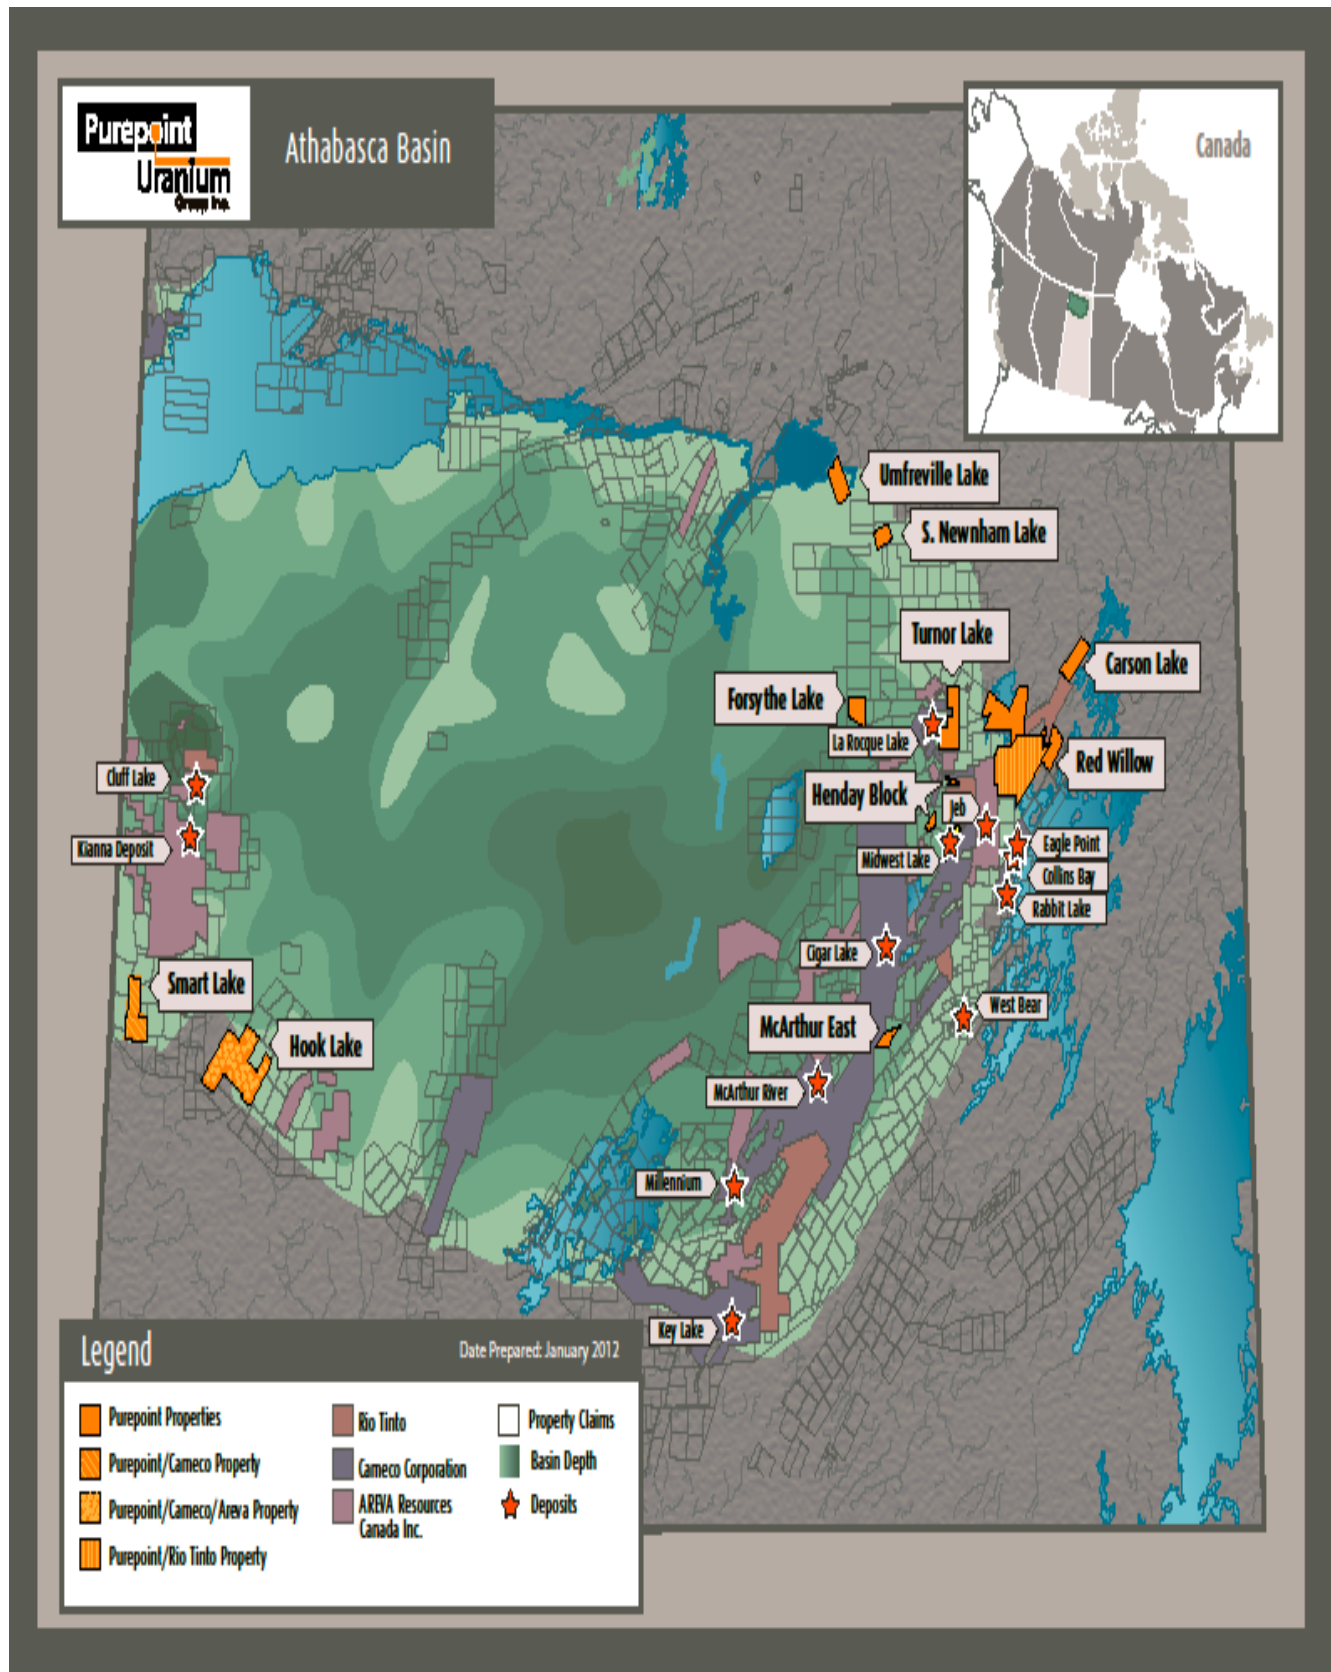 Purepoint
Uranium
Group Inc.
Athabasca Basin
Canada
Umfreville Lake
S. Newnham Lake
Turnor Lake
Carson Lake
Forsythe Lake
La Rocque Lake
Red Willow
Cluff Lake
Henday Block
Jeb
Kianna Deposit
Midwest Lake
Eagle Point
Collins Bay
Rabbit Lake
Cigar Lake
Smart Lake
West Bear
McArthur East
Hook Lake
McArthur River
Millennium
Key Lake
Legend
Date Prepared: January 2012
Purepoint Properties
Purepoint/Cameco Property
Purepoint/Cameco/Areva Property
Purepoint/Rio Tinto Property
Rio Tinto
Cameco Corporation
AREVA Resources
Canada Inc.
Property Claims
Basin Depth
Deposits